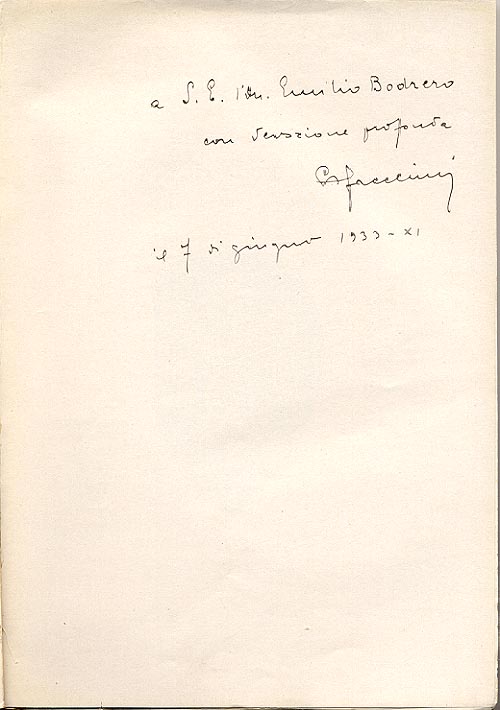 a S. E. l'On. Emilio Bodrero
con devozione profonda
il 7 di giugno 1933-XI